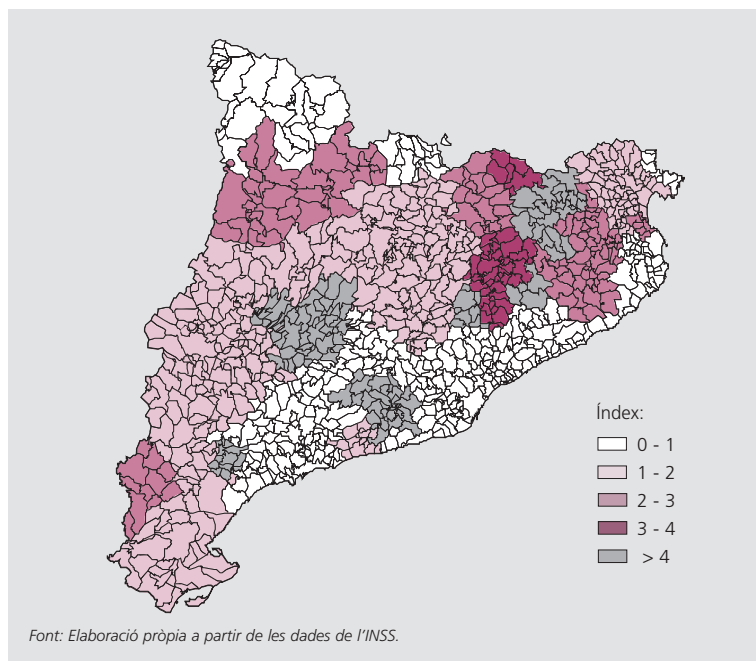 Índex:
0 - 1
1 - 2
2 - 3
3 - 4
> 4
Font: Elaboració pròpia a partir de les dades de l'INSS.